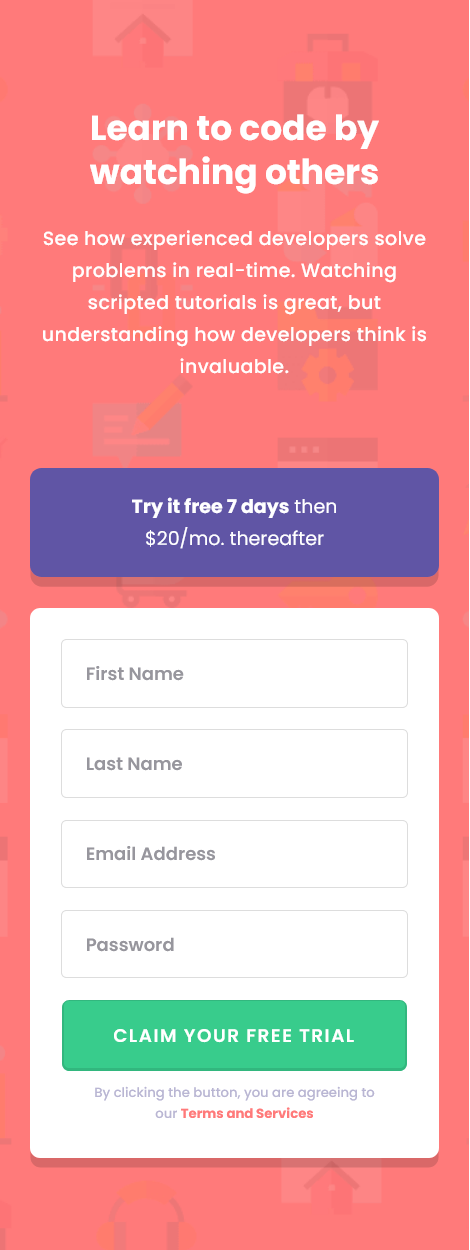 Learn to code by
watching others
See how experienced developers solve
problems in real-time. Watching
scripted tutorials is great, but
understanding how developers think is
invaluable.
Try it free 7 days then
$20/mo. thereafter
First Name
Last Name
Email Address
Password
CLAIM YOUR FREE TRIAL
By clicking the button, you are agreeing to
our Terms and Services